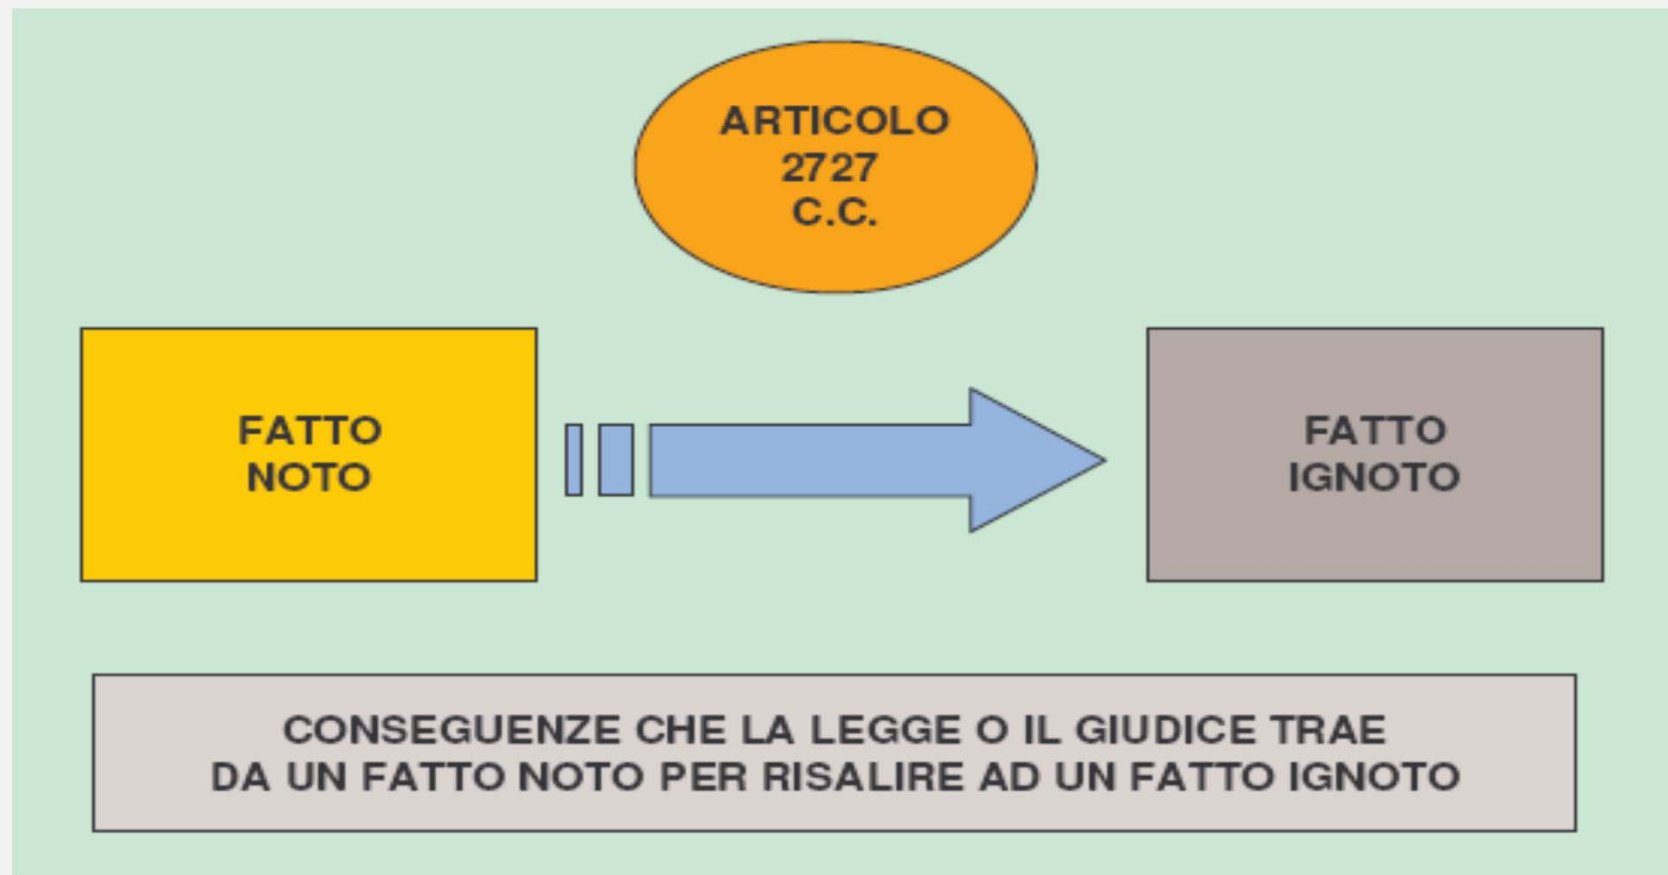 ARTICOLO
2727
C.C.
FATTO
NOTO
FATTO
IGNOTO
CONSEGUENZE CHE LA LEGGE O IL GIUDICE TRAE
DA UN FATTO NOTO PER RISALIRE AD UN FATTO IGNOTO